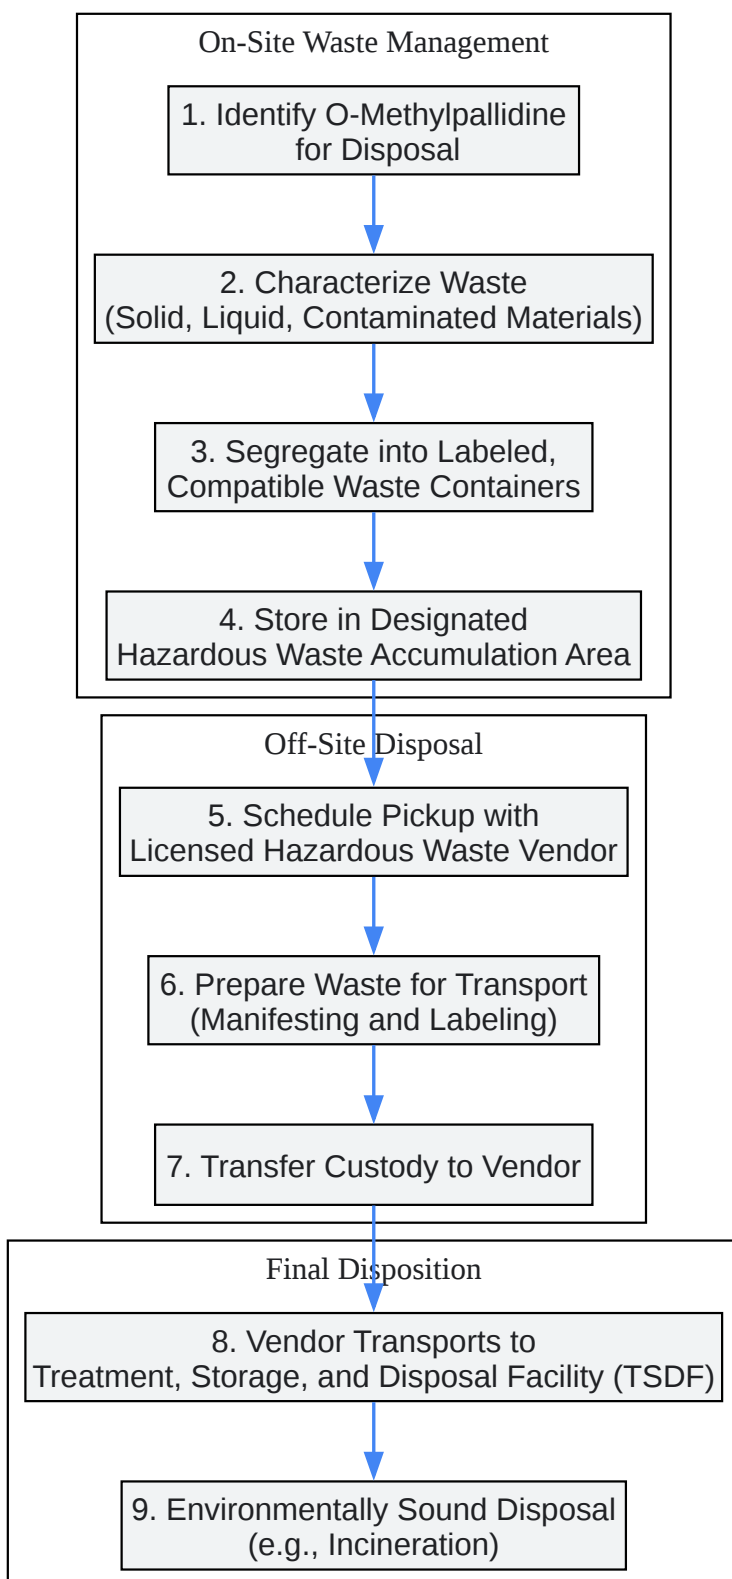 On-Site Waste Management
1. Identify O-Methylpallidine
for Disposal
2. Characterize Waste
(Solid, Liquid, Contaminated Materials)
3. Segregate into Labeled,
Compatible Waste Containers
4. Store in Designated
Hazardous Waste Accumulation Area
Off-Site Disposal
5. Schedule Pickup with
Licensed Hazardous Waste Vendor
6. Prepare Waste for Transport
(Manifesting and Labeling)
7. Transfer Custody to Vendor
Final Disposition
8. Vendor Transports to
Treatment, Storage, and Disposal Facility (TSDF)
9. Environmentally Sound Disposal
(e.g., Incineration)